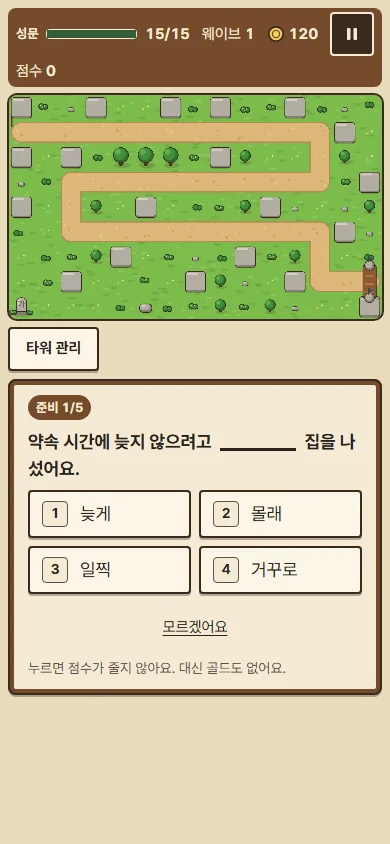 성문 15/15 웨이브 1 120
점수 0
가
타워 관리
준비 1/5
약속 시간에 늦지 않으려고 ________ 집을 나
섰어요.
1 늦게
2 몰래
3 일찍
4 거꾸로
모르겠어요
누르면 점수가 줄지 않아요. 대신 골드도 없어요.